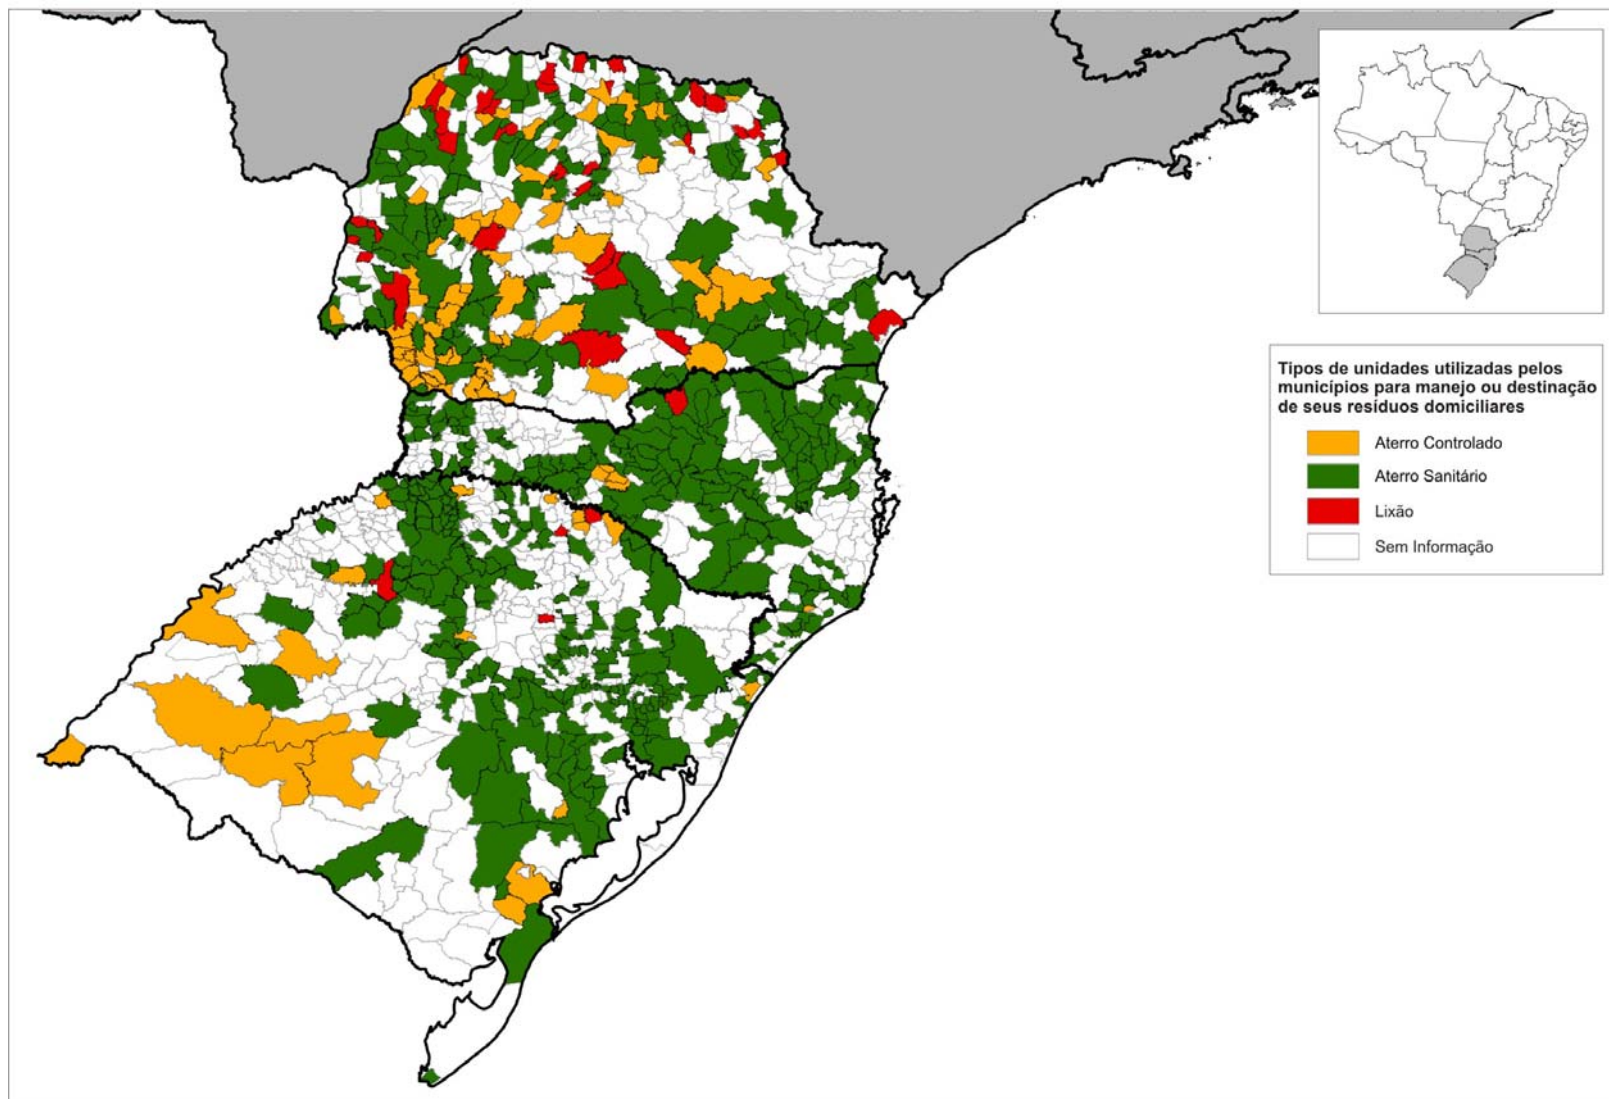 Tipos de unidades utilizadas pelos
municípios para manejo ou destinação
de seus resíduos domiciliares
Aterro Controlado
Aterro Sanitário
Lixão
Sem Informação